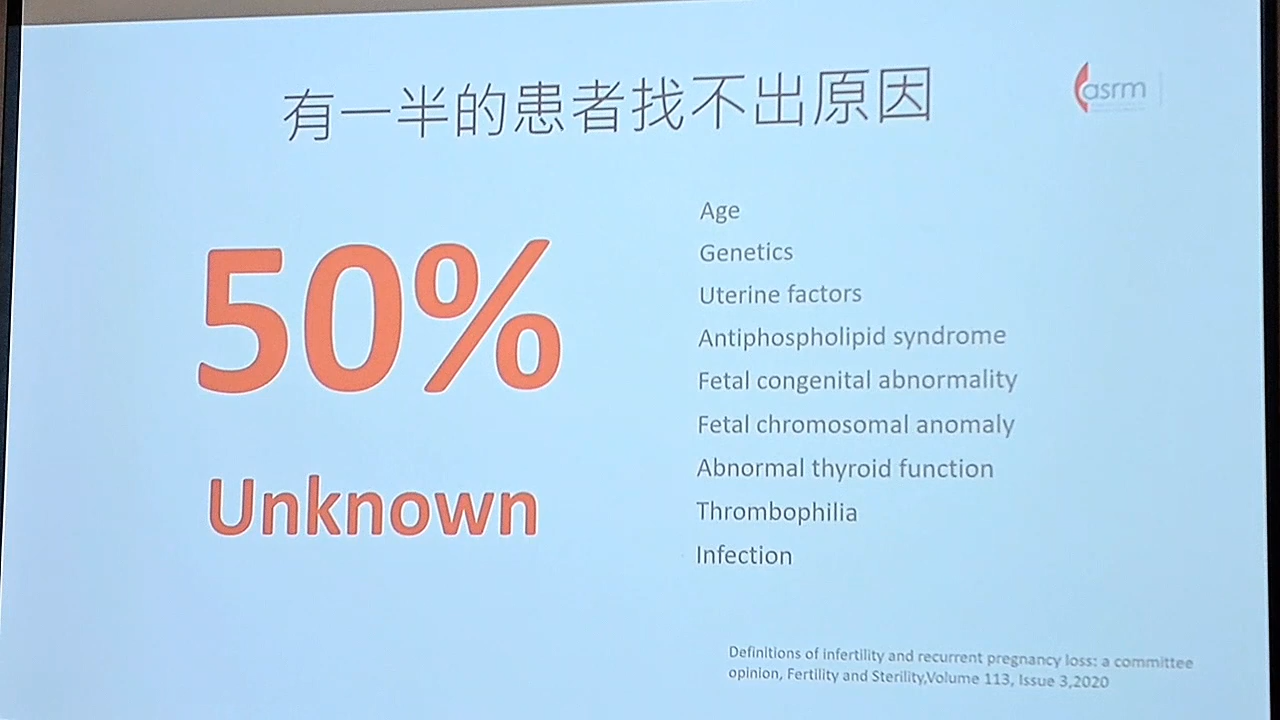 有一半的患者找不出原因
asrm
50%
Unknown
Age
Genetics
Uterine factors
Antiphospholipid syndrome
Fetal congenital abnormality
Fetal chromosomal anomaly
Abnormal thyroid function
Thrombophilia
Infection
Definitions of infertility and recurrent pregnancy loss: a committee
opinion, Fertility and Sterility,Volume 113, Issue 3,2020